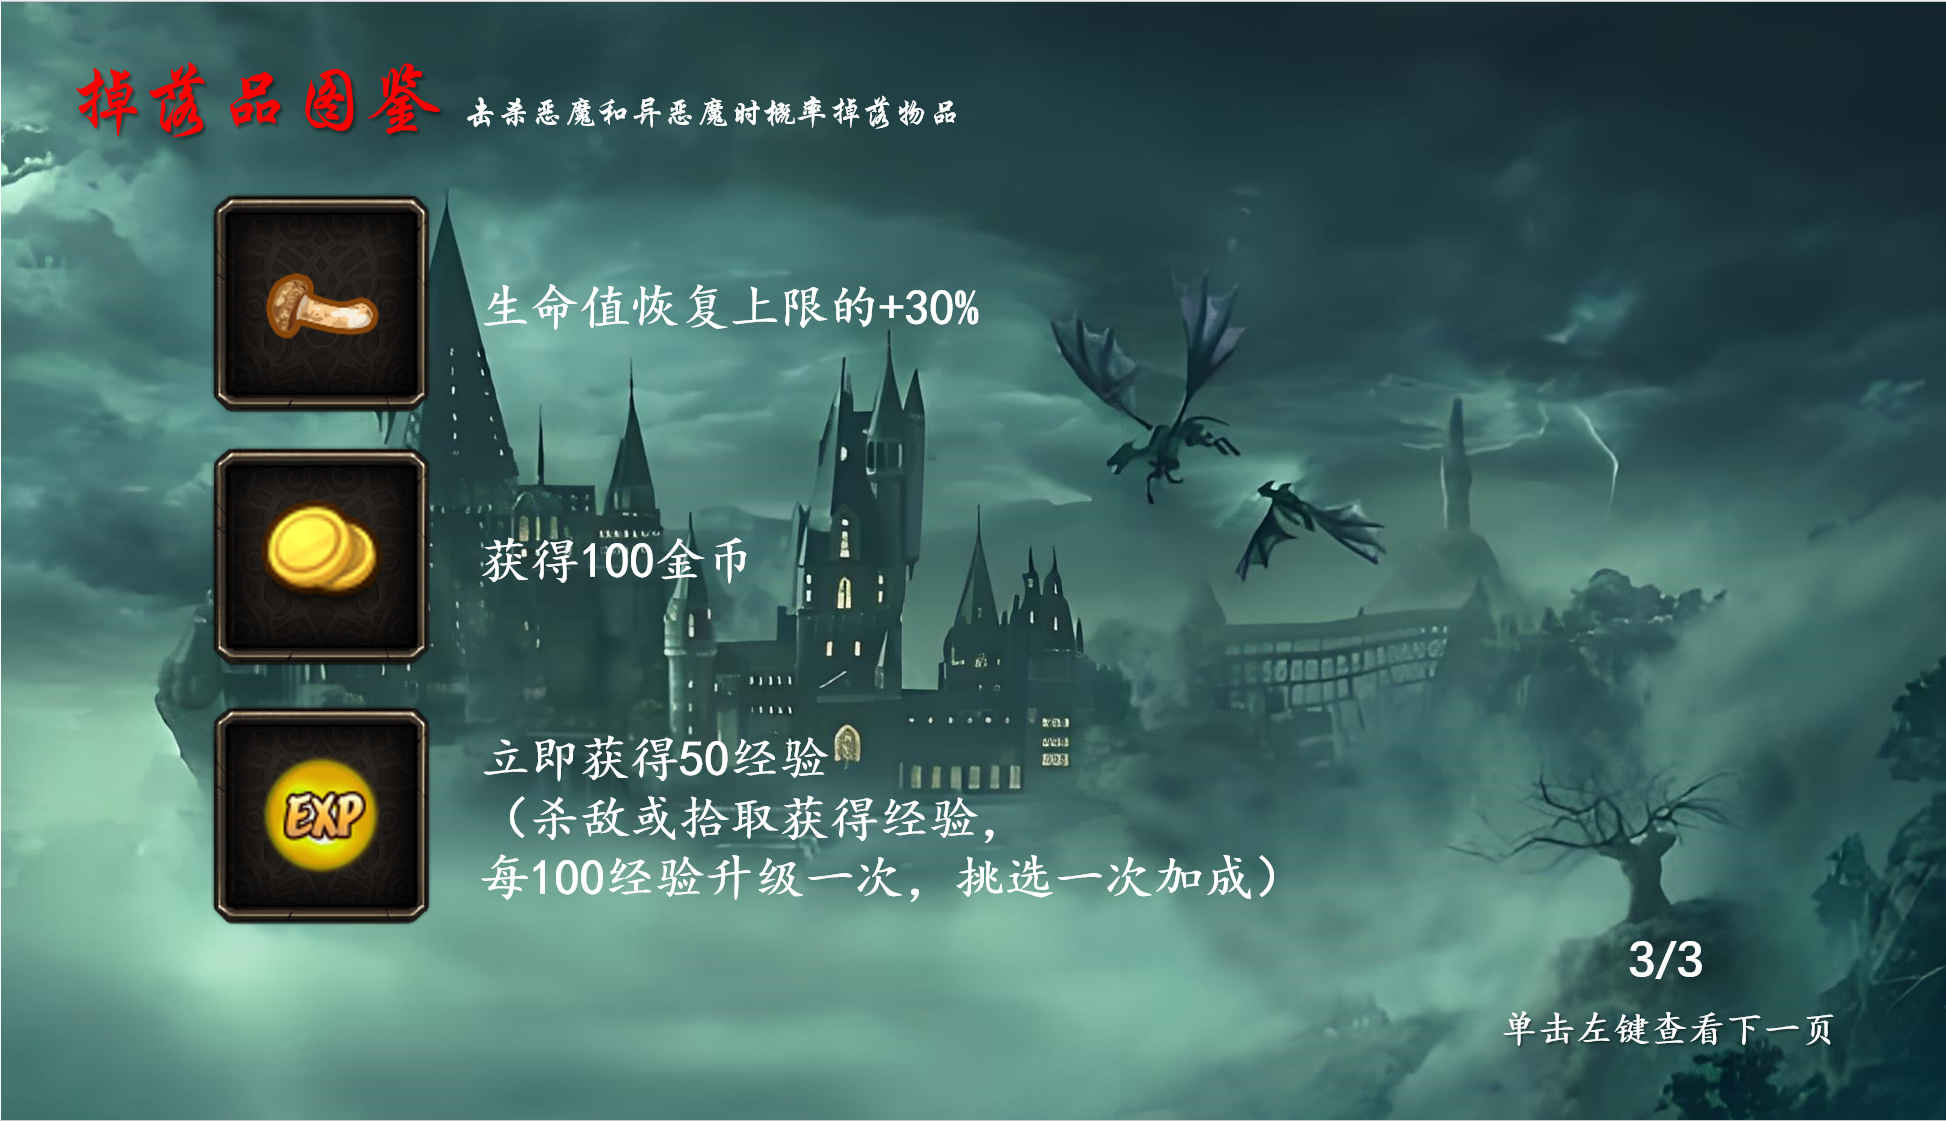 掉落品图鉴 击杀恶魔和异恶魔时概率掉落物品
生命值恢复上限的+30%
获得100金币
EXP
立即获得50经验
（杀敌或拾取获得经验，
每100经验升级一次，挑选一次加成）
3/3
单击左键查看下一页